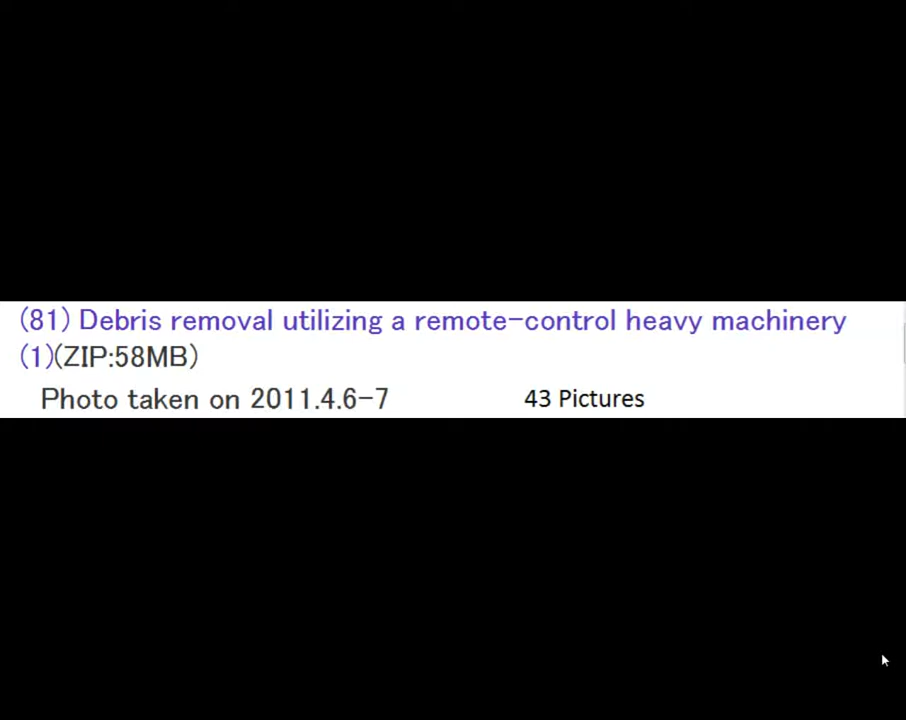 (81) Debris removal utilizing a remote-control heavy machinery
(1)(ZIP:58MB)
Photo taken on 2011.4.6-7 43 Pictures